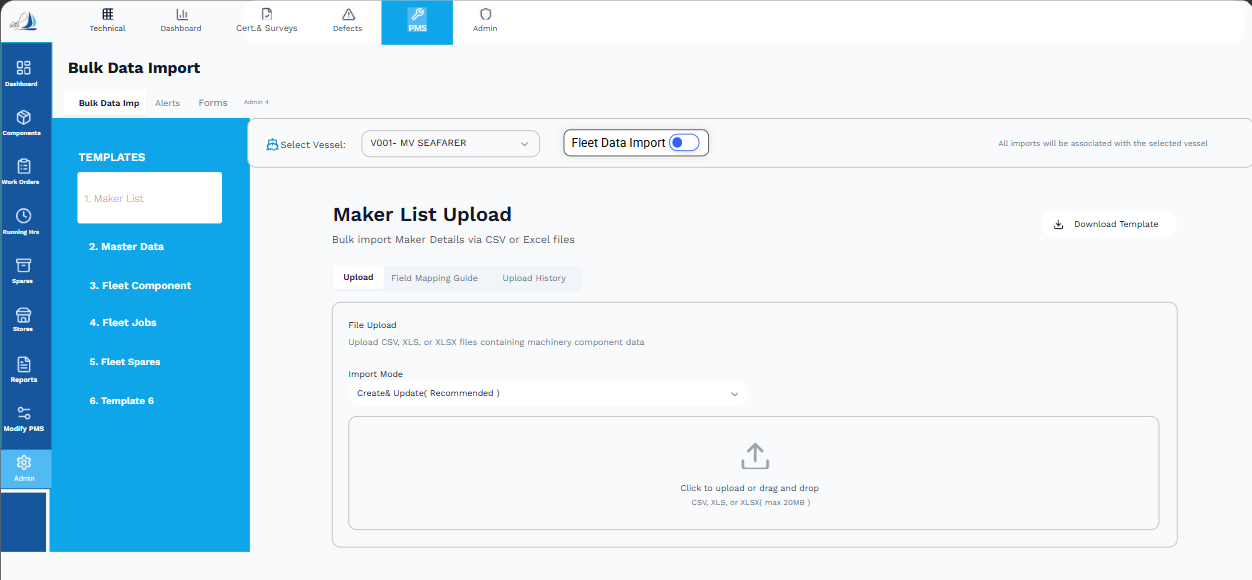 Technical
Dashboard
Cert.& Surveys
Defects
PMS
Admin
Bulk Data Import
Bulk Data Imp
Alerts
Forms
Admin 4
Dashboard
Components
Work Orders
Running Hrs
Spares
Stores
Reports
Modify PMS
Admin
TEMPLATES
1. Maker List
2. Master Data
3. Fleet Component
4. Fleet Jobs
5. Fleet Spares
6. Template 6
Select Vessel:
V001- MV SEAFARER
Fleet Data Import
All imports will be associated with the selected vessel
Maker List Upload
Bulk import Maker Details via CSV or Excel files
Download Template
Upload
Field Mapping Guide
Upload History
File Upload
Upload CSV, XLS, or XLSX files containing machinery component data
Import Mode
Create& Update( Recommended )
Click to upload or drag and drop
CSV, XLS, or XLSX( max 20MB )